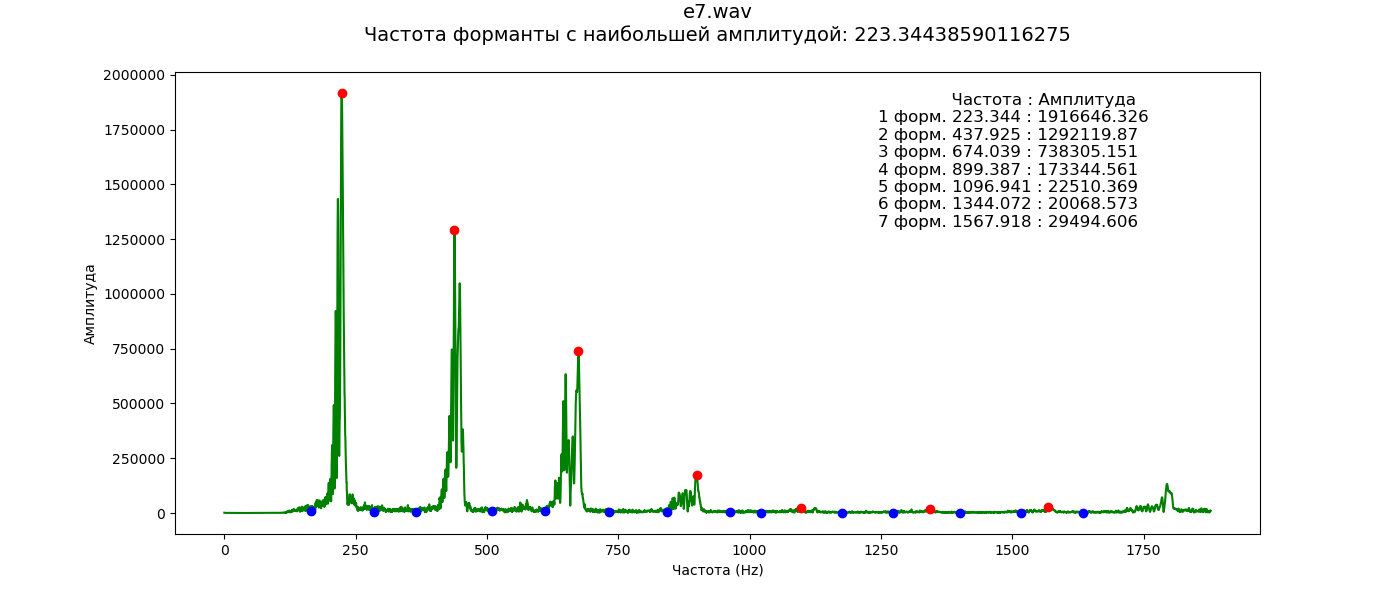 e7.wav
Частота форманты с наибольшей амплитудой: 223.34438590116275
2000000
1750000
1500000
1250000
1000000
750000
500000
250000
0
Амплитуда
Частота : Амплитуда
1 форм. 223.344 : 1916646.326
2 форм. 437.925 : 1292119.87
3 форм. 674.039 : 738305.151
4 форм. 899.387 : 173344.561
5 форм. 1096.941 : 22510.369
6 форм. 1344.072 : 20068.573
7 форм. 1567.918 : 29494.606
0 250 500 750 1000 1250 1500 1750
Частота (Hz)